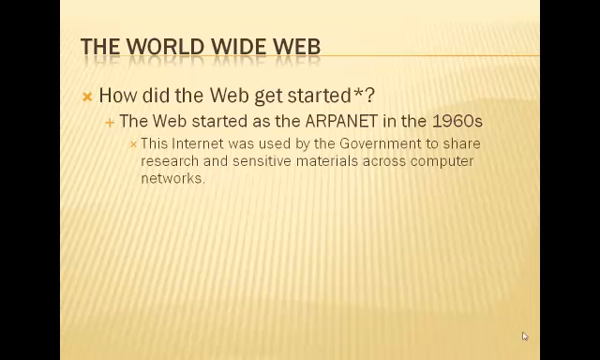 THE WORLD WIDE WEB
How did the Web get started*?
The Web started as the ARPANET in the 1960s
This Internet was used by the Government to share
research and sensitive materials across computer
networks.